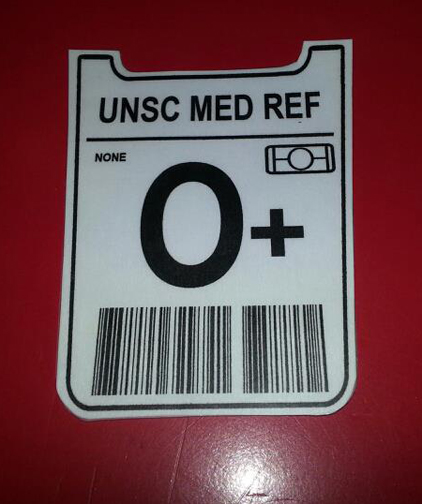 UNSC MED REF
NONE
O+